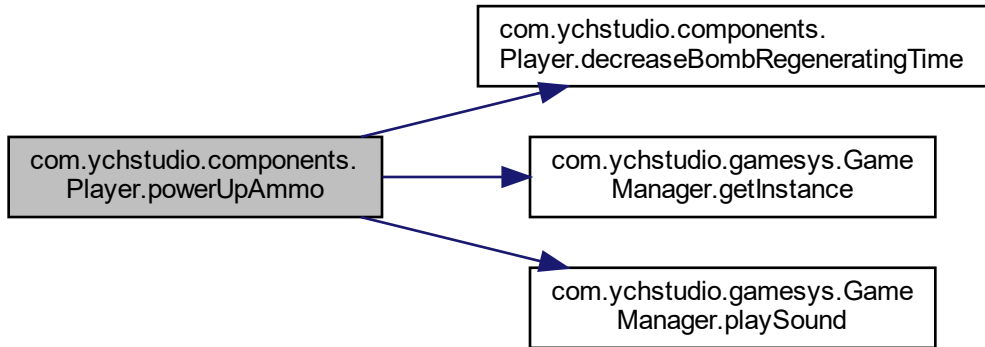 com.ychstudio.components.
Player.decreaseBombRegeneratingTime
com.ychstudio.components.
Player.powerUpAmmo
com.ychstudio.gamesys.Game
Manager.getInstance
com.ychstudio.gamesys.Game
Manager.playSound